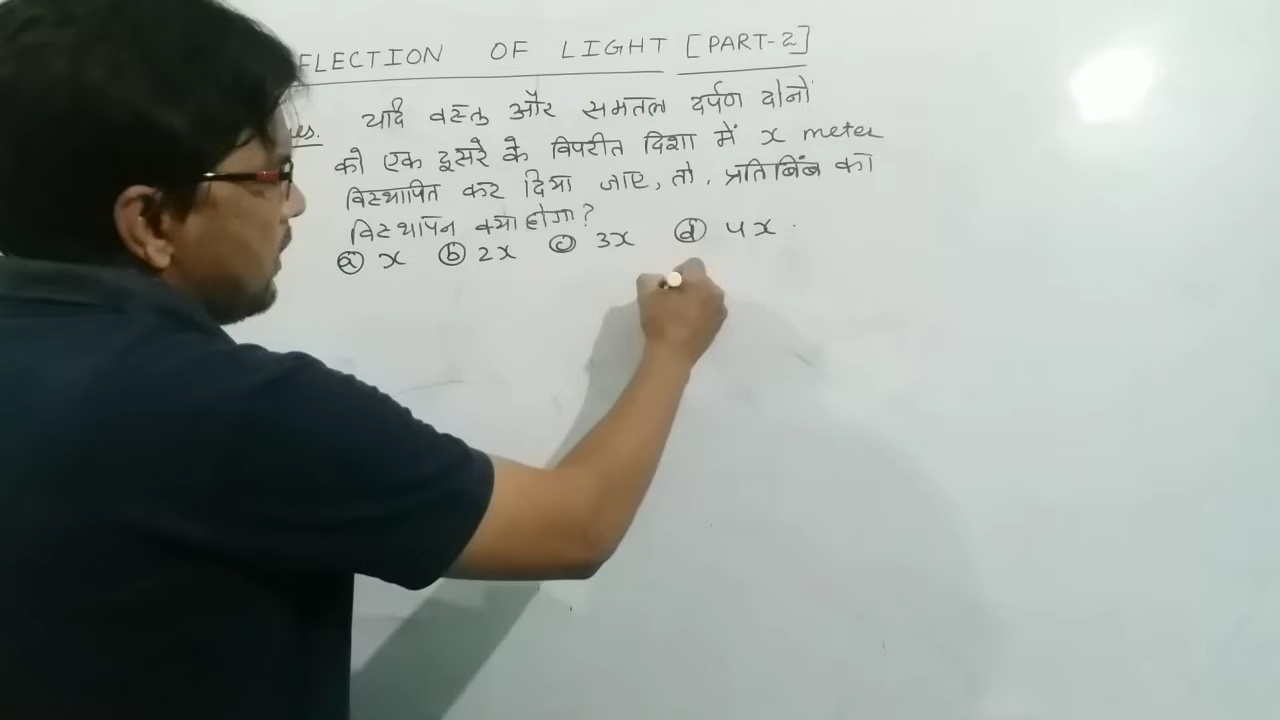 FLECTION OF LIGHT [PART-2]
es. यदि वस्तु और समतल दर्पण दोनों
को एक दूसरे के विपरीत दिशा में x meter
विस्थापित कर दिया जाए, तो, प्रतिबिंब का
विस्थापन क्या होगा?
ⓐ x ⓑ 2x ⓒ 3x ⓓ 4x